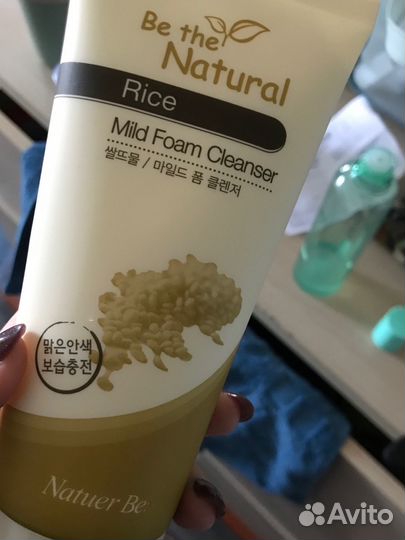 Be the
Natural
Rice
Mild Foam Cleanser
쌀뜨물 / 마일드 폼 클렌저
맑은안색
보습충전
Natuer Be
Avito